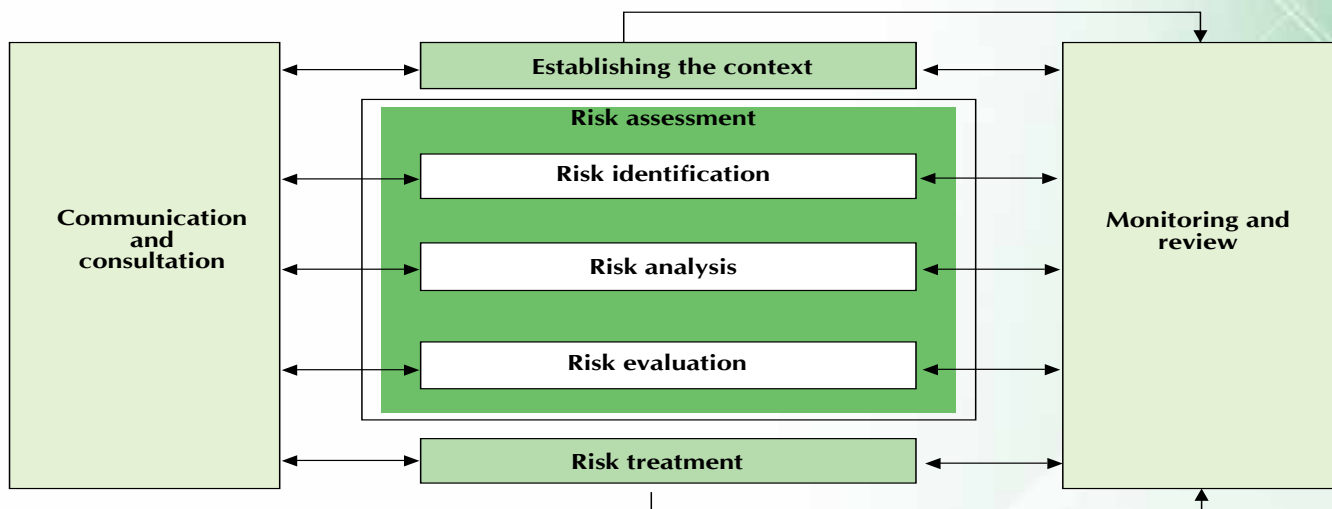 Establishing the context
Risk assessment
Risk identification
Communication
and
consultation
Monitoring and
review
Risk analysis
Risk evaluation
Risk treatment